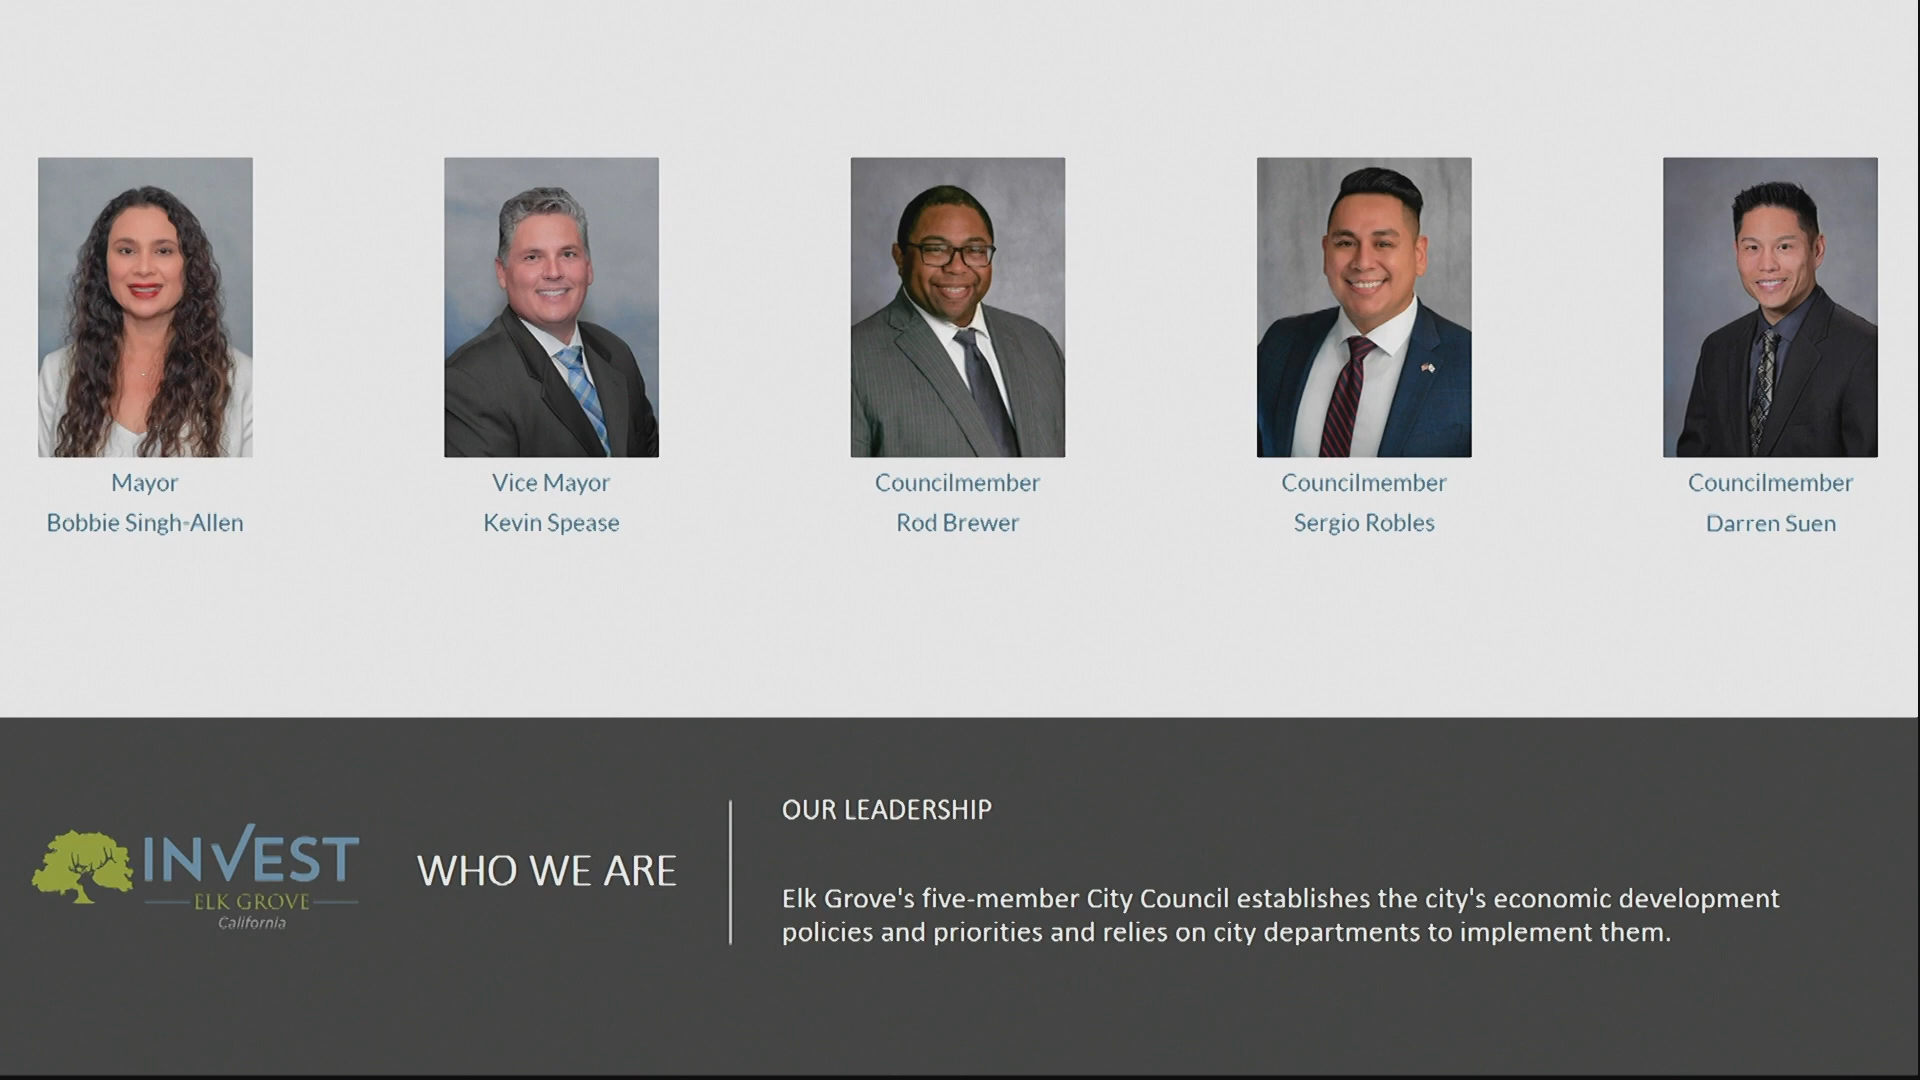 Mayor
Bobbie Singh-Allen
Vice Mayor
Kevin Spease
Councilmember
Rod Brewer
Councilmember
Sergio Robles
Councilmember
Darren Suen
INVEST
ELK GROVE
California
WHO WE ARE
OUR LEADERSHIP
Elk Grove's five-member City Council establishes the city's economic development
policies and priorities and relies on city departments to implement them.